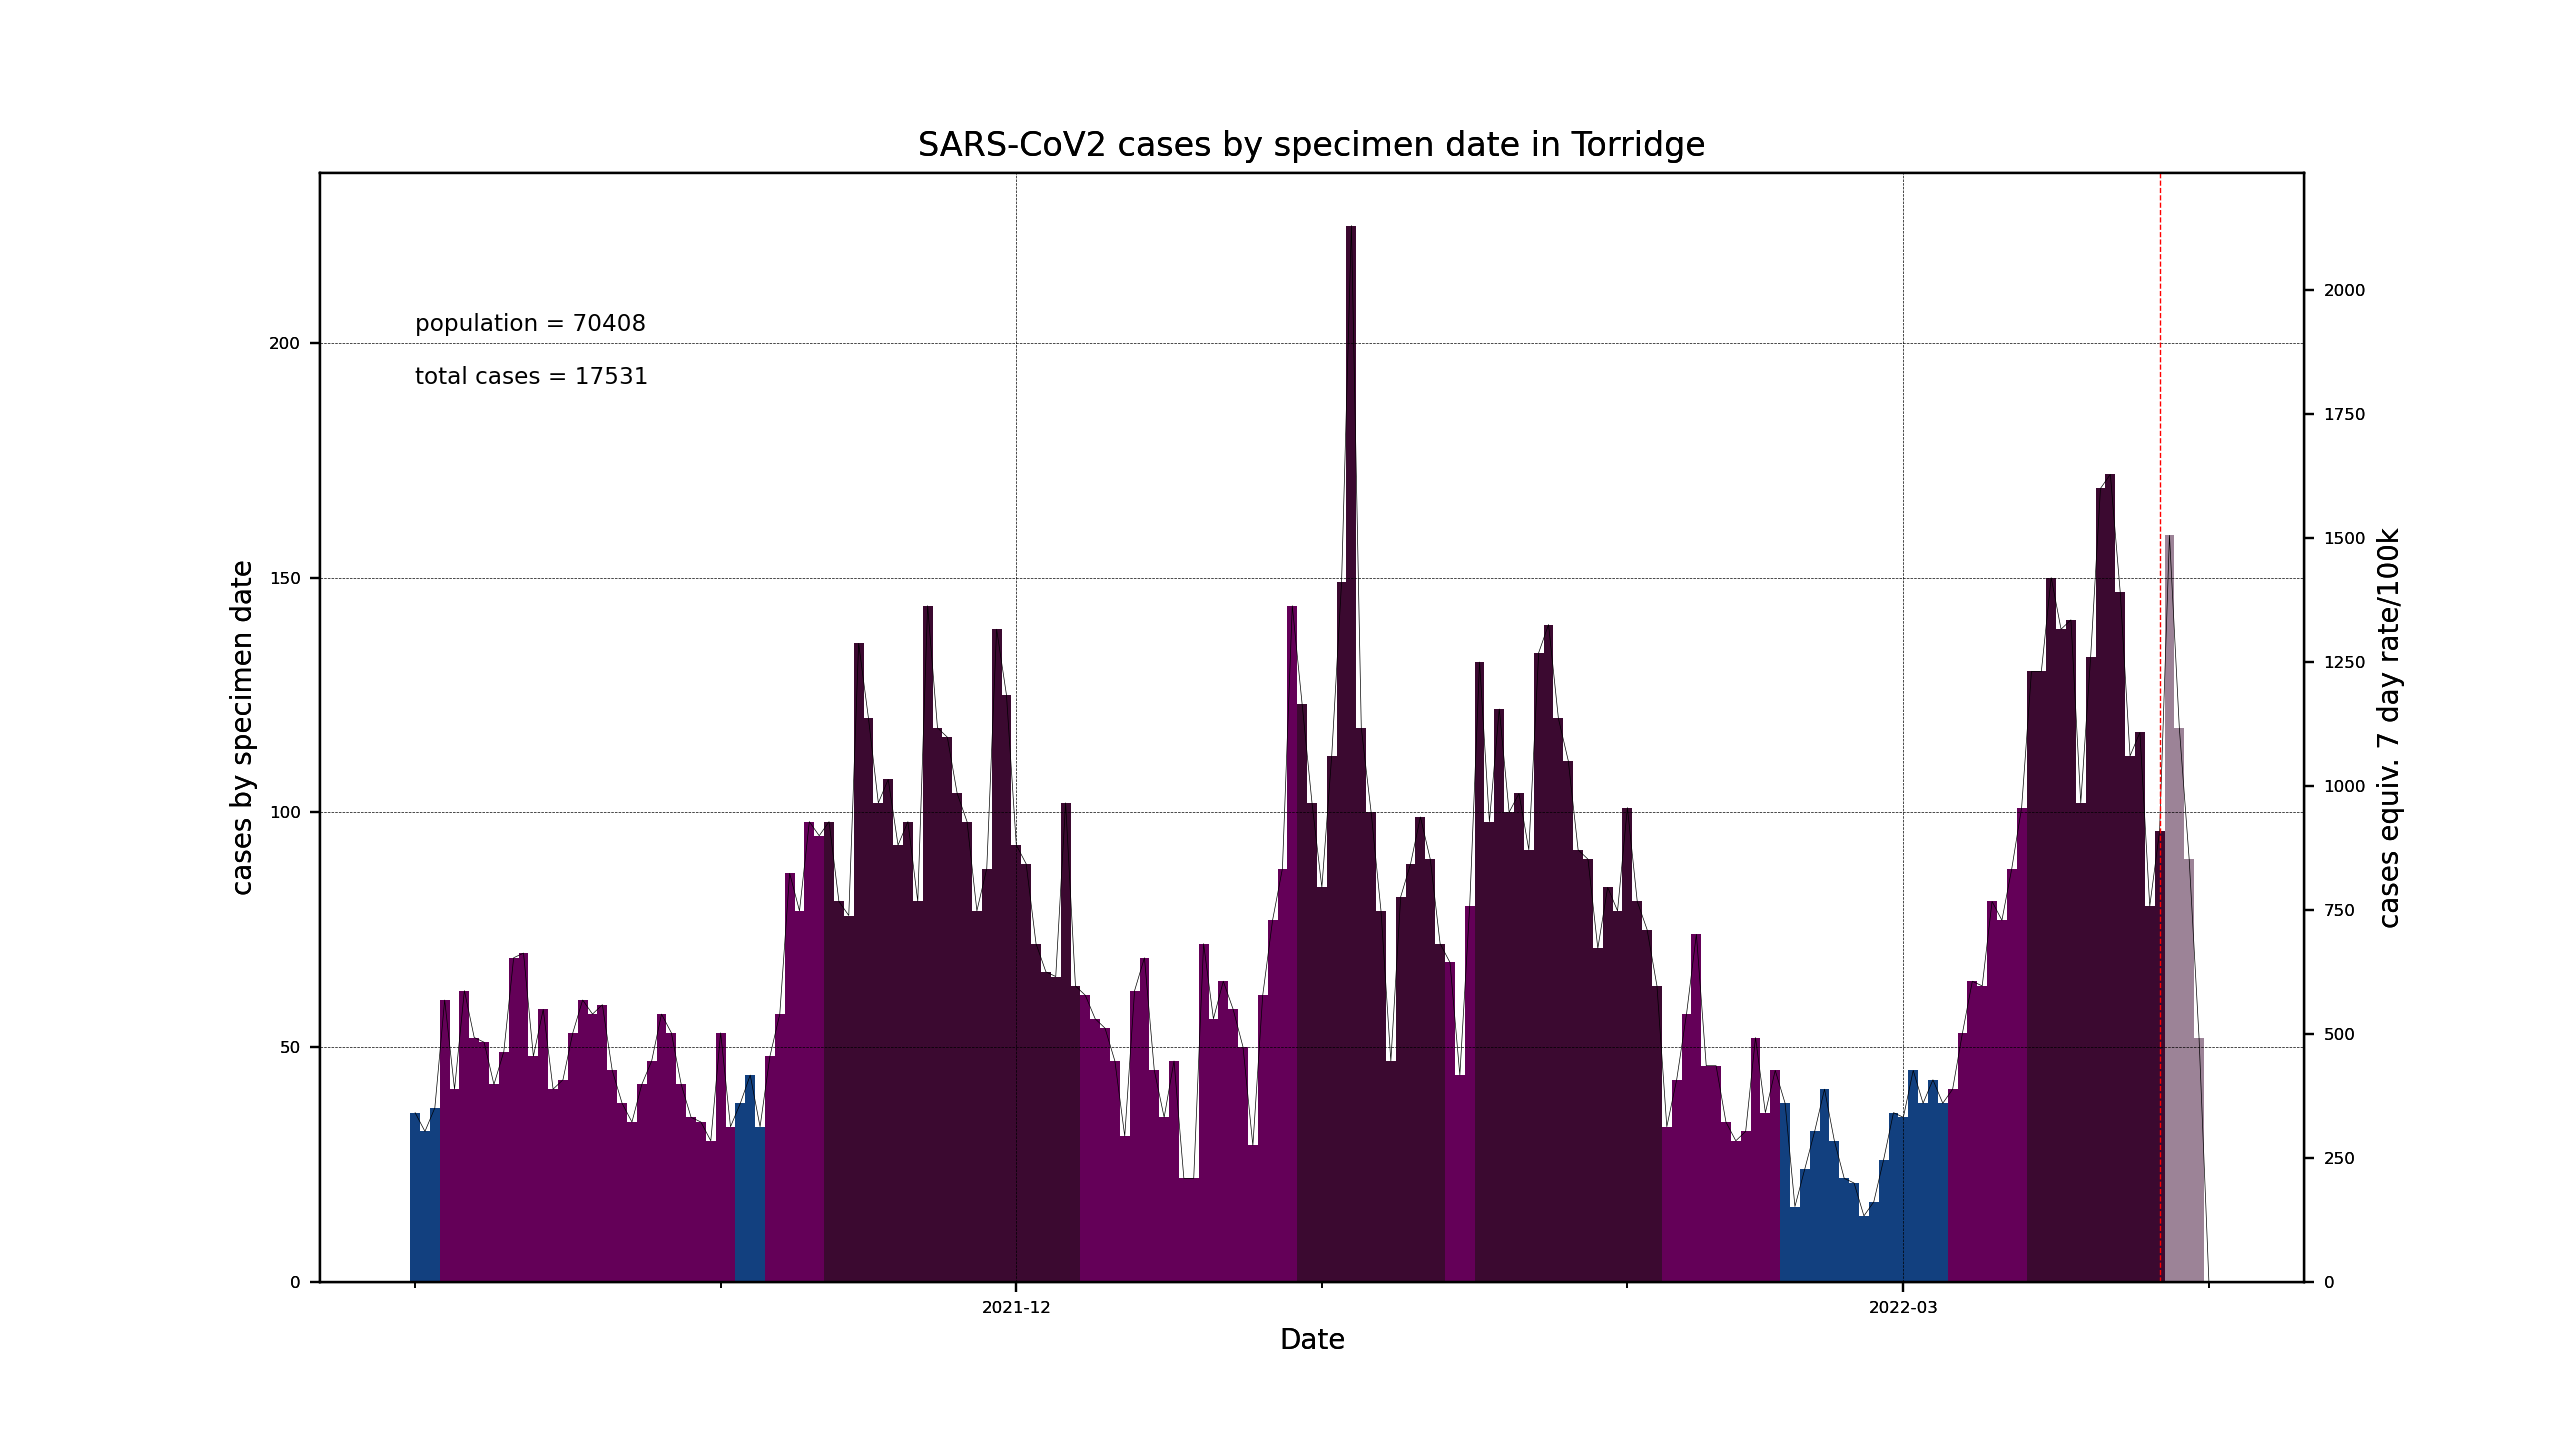 SARS-CoV2 cases by specimen date in Torridge
population = 70408
total cases = 17531
cases by specimen date
200
150
100
50
0
2000
1750
1500
1250
1000
750
500
250
0
cases equiv. 7 day rate/100k
2021-12
2022-03
Date